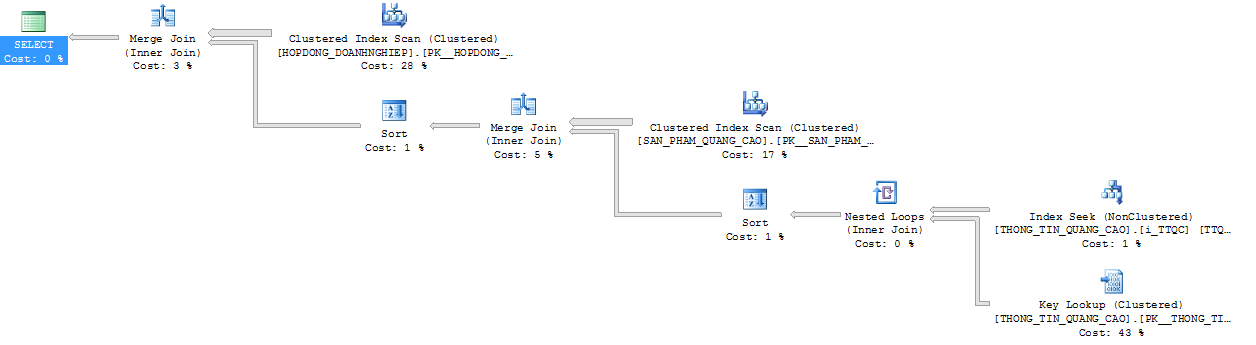 SELECT
Cost: 0 %
Merge Join
(Inner Join)
Cost: 3 %
Clustered Index Scan (Clustered)
[HOPDONG_DOANHNGHIEP].[PK__HOPDONG_…
Cost: 28 %
Sort
Cost: 1 %
Merge Join
(Inner Join)
Cost: 5 %
Clustered Index Scan (Clustered)
[SAN_PHAM_QUANG_CAO].[PK__SAN_PHAM_…
Cost: 17 %
Sort
Cost: 1 %
Nested Loops
(Inner Join)
Cost: 0 %
Index Seek (NonClustered)
[THONG_TIN_QUANG_CAO].[i_TTQC] [TTQ…
Cost: 1 %
Key Lookup (Clustered)
[THONG_TIN_QUANG_CAO].[PK__THONG_TI…
Cost: 43 %